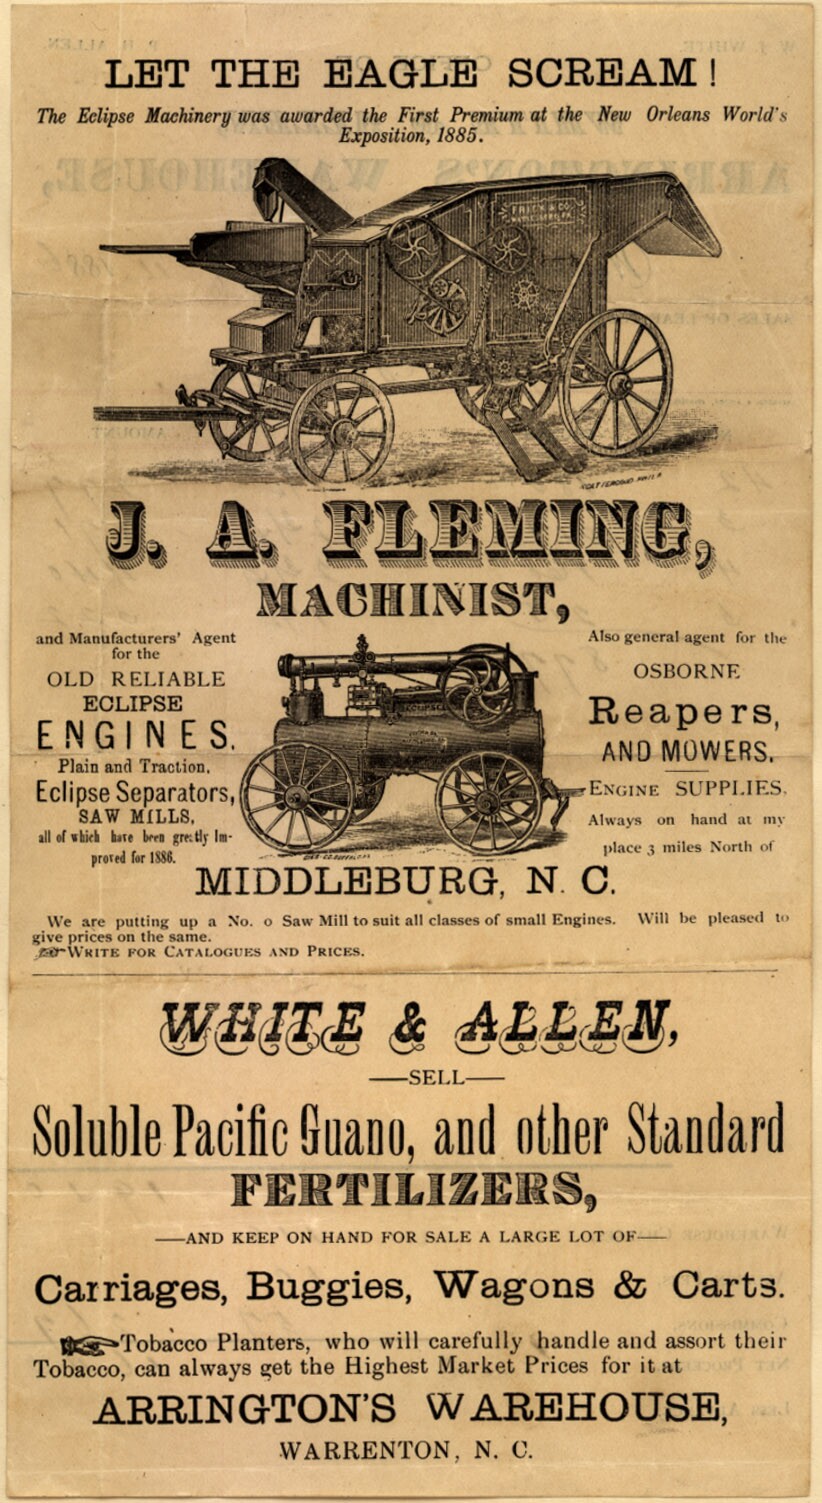 LET THE EAGLE SCREAM!
The Eclipse Machinery was awarded the First Premium at the New Orleans World's
Exposition, 1885.
J. A. FLEMING,
MACHINIST,
and Manufacturers' Agent
for the
OLD RELIABLE
ECLIPSE
ENGINES.
Plain and Traction.
Eclipse Separators,
SAW MILLS,
all of which have been greatly Im-
proved for 1886.
Also general agent for the
OSBORNE
Reapers,
AND MOWERS.
ENGINE SUPPLIES.
Always on hand at my
place 3 miles North of
MIDDLEBURG, N. C.
We are putting up a No. 0 Saw Mill to suit all classes of small Engines. Will be pleased to
give prices on the same.
WRITE FOR CATALOGUES AND PRICES.
WHITE & ALLEN,
—SELL—
Soluble Pacific Guano, and other Standard
FERTILIZERS,
—AND KEEP ON HAND FOR SALE A LARGE LOT OF—
Carriages, Buggies, Wagons & Carts.
Tobacco Planters, who will carefully handle and assort their
Tobacco, can always get the Highest Market Prices for it at
ARRINGTON'S WAREHOUSE,
WARRENTON, N. C.